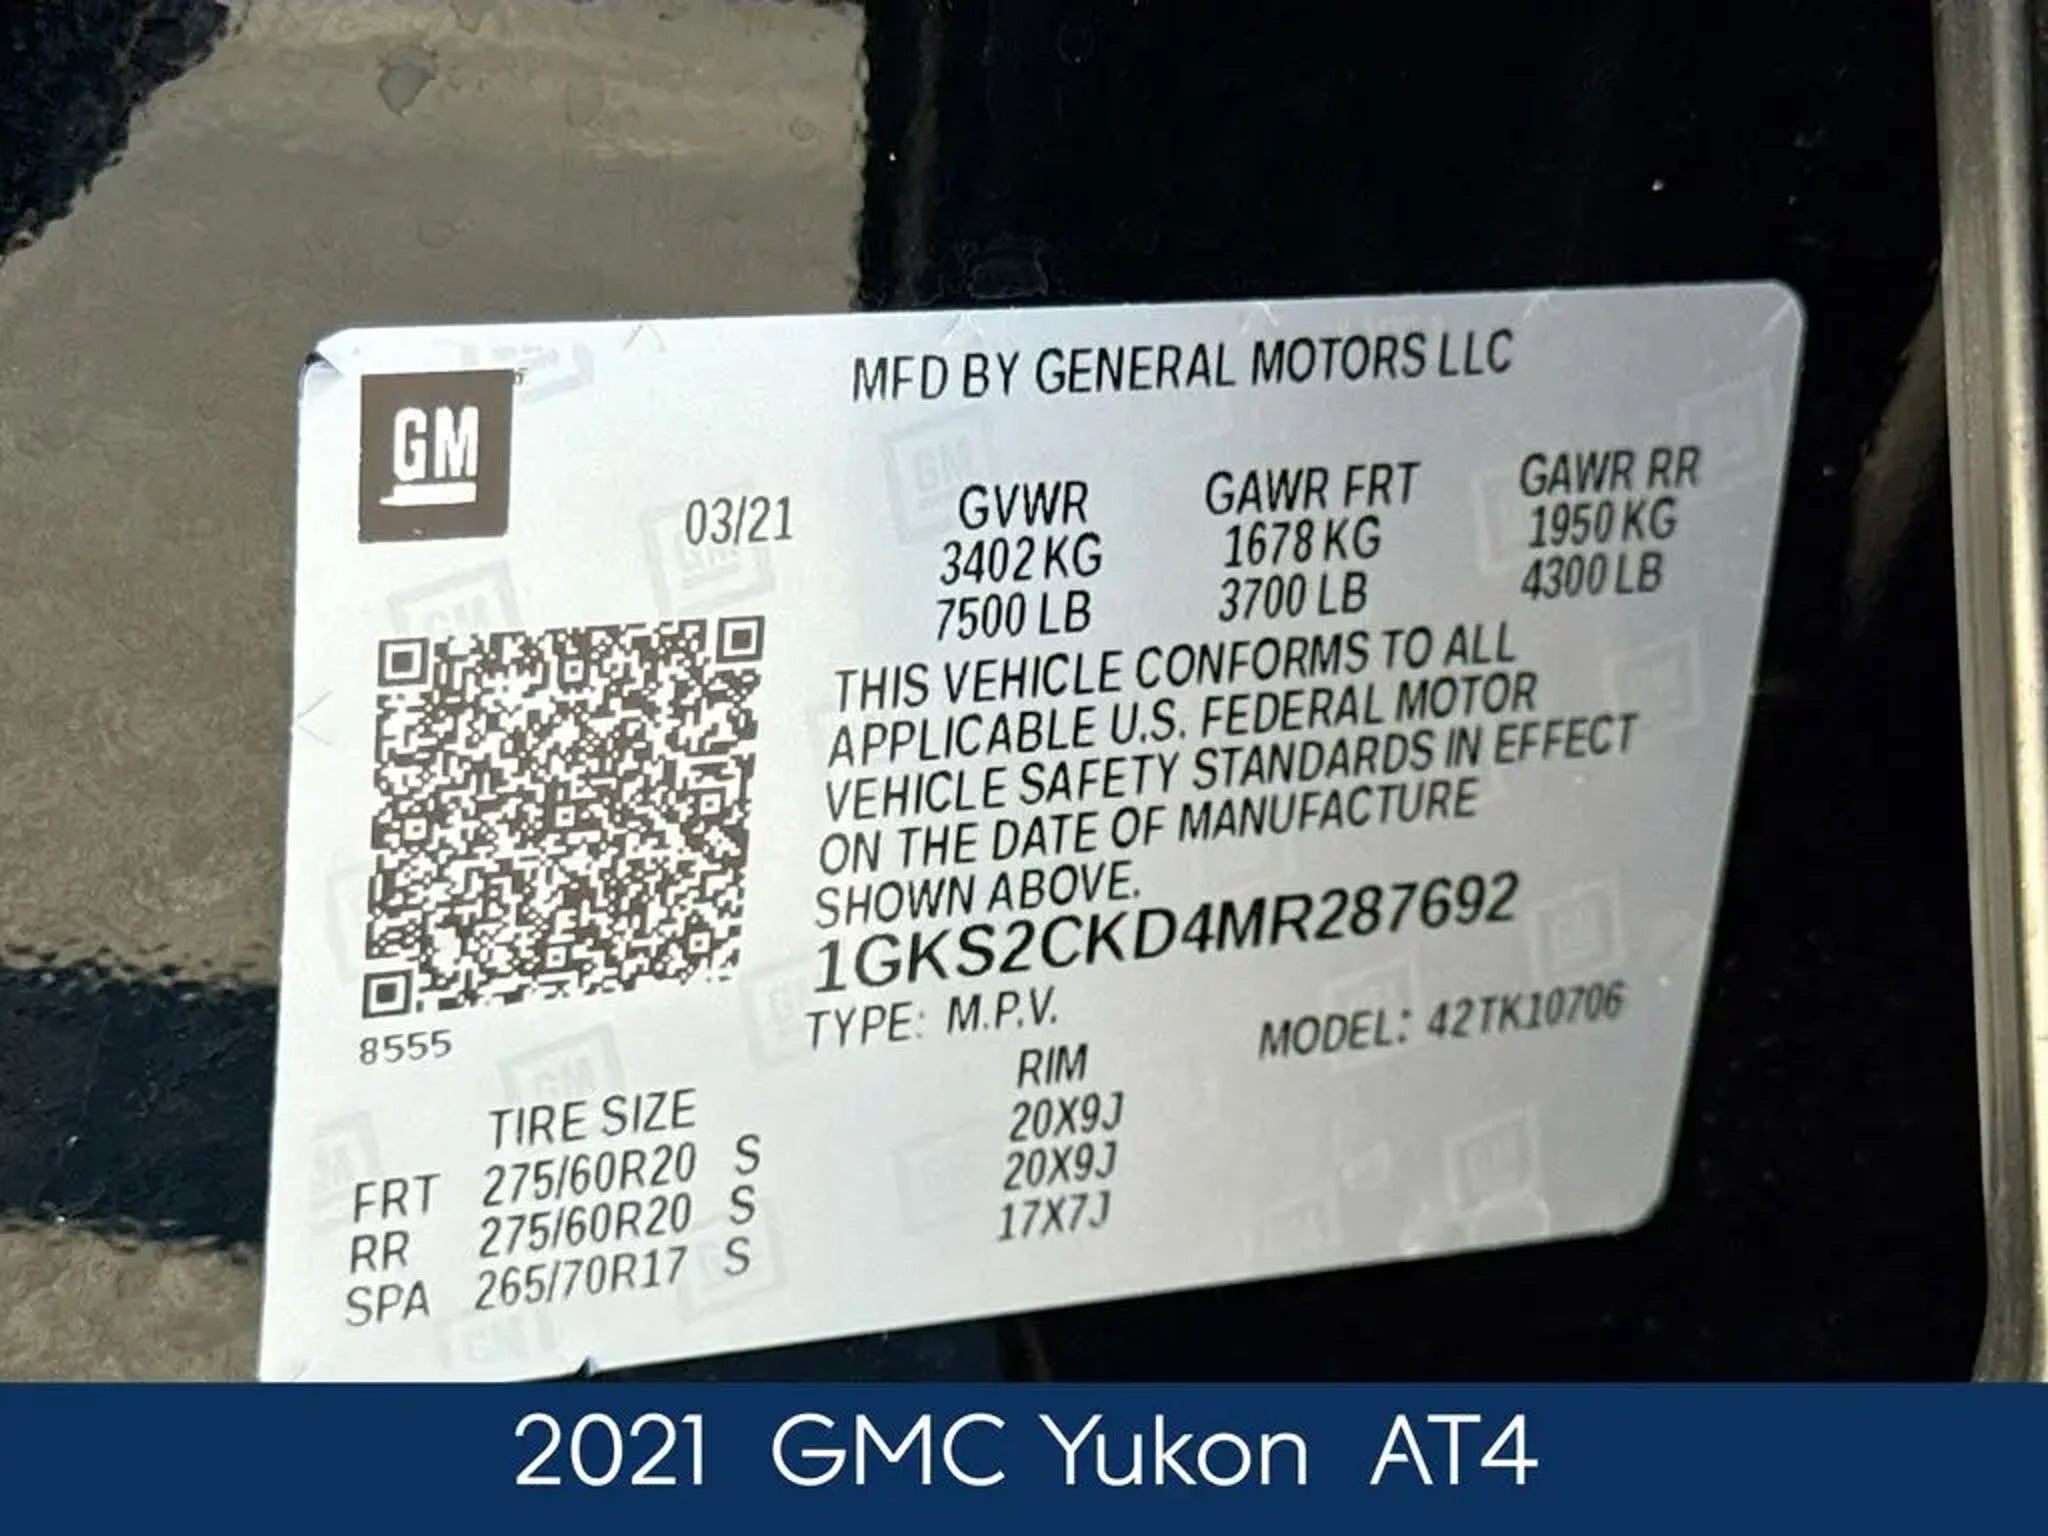 MFD BY GENERAL MOTORS LLC
GM
03/21
GVWR GAWR FRT GAWR RR
3402 KG 1678 KG 1950 KG
7500 LB 3700 LB 4300 LB
THIS VEHICLE CONFORMS TO ALL
APPLICABLE U.S. FEDERAL MOTOR
VEHICLE SAFETY STANDARDS IN EFFECT
ON THE DATE OF MANUFACTURE
SHOWN ABOVE.
1GKS2CKD4MR287692
TYPE: M.P.V. MODEL: 42TK10706
8555
TIRE SIZE RIM
FRT 275/60R20 S 20X9J
RR 275/60R20 S 20X9J
SPA 265/70R17 S 17X7J
2021 GMC Yukon AT4